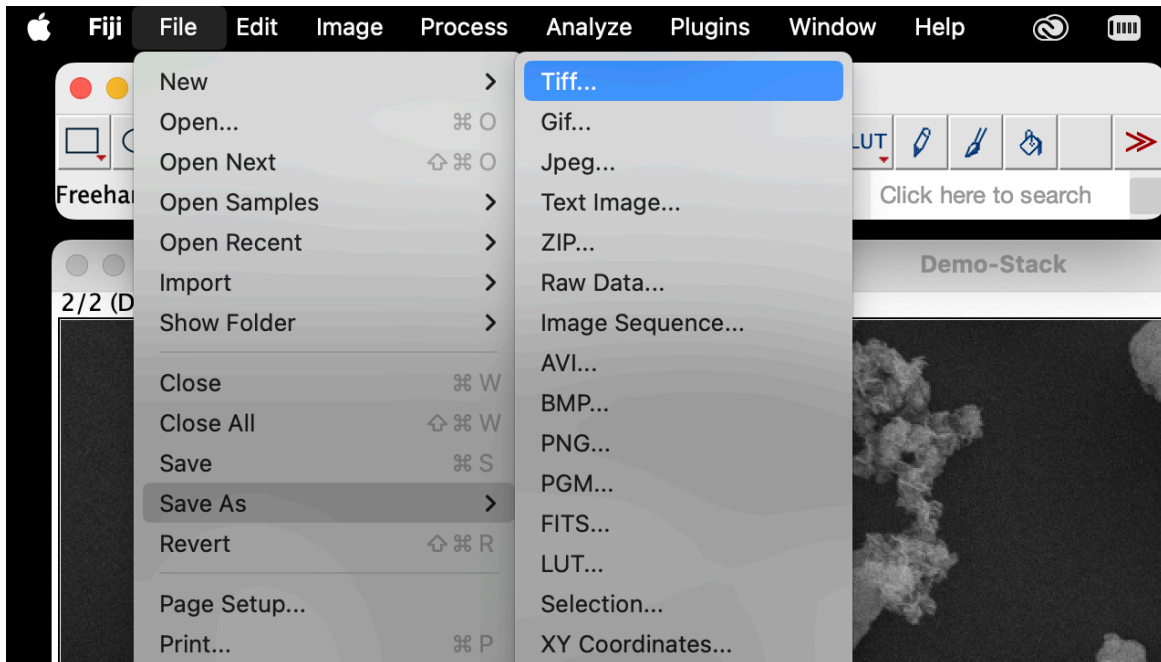 Fiji File Edit Image Process Analyze Plugins Window Help
New
Open... ⌘ O
Open Next ⇧ ⌘ O
Open Samples
Open Recent
Import
Show Folder
Close ⌘ W
Close All ⇧ ⌘ W
Save ⌘ S
Save As
Revert ⇧ ⌘ R
Page Setup...
Print... ⌘ P
Tiff...
Gif...
Jpeg...
Text Image...
ZIP...
Raw Data...
Image Sequence...
AVI...
BMP...
PNG...
PGM...
FITS...
LUT...
Selection...
XY Coordinates...
LUT
Freeha
Click here to search
Demo-Stack
2/2 (D